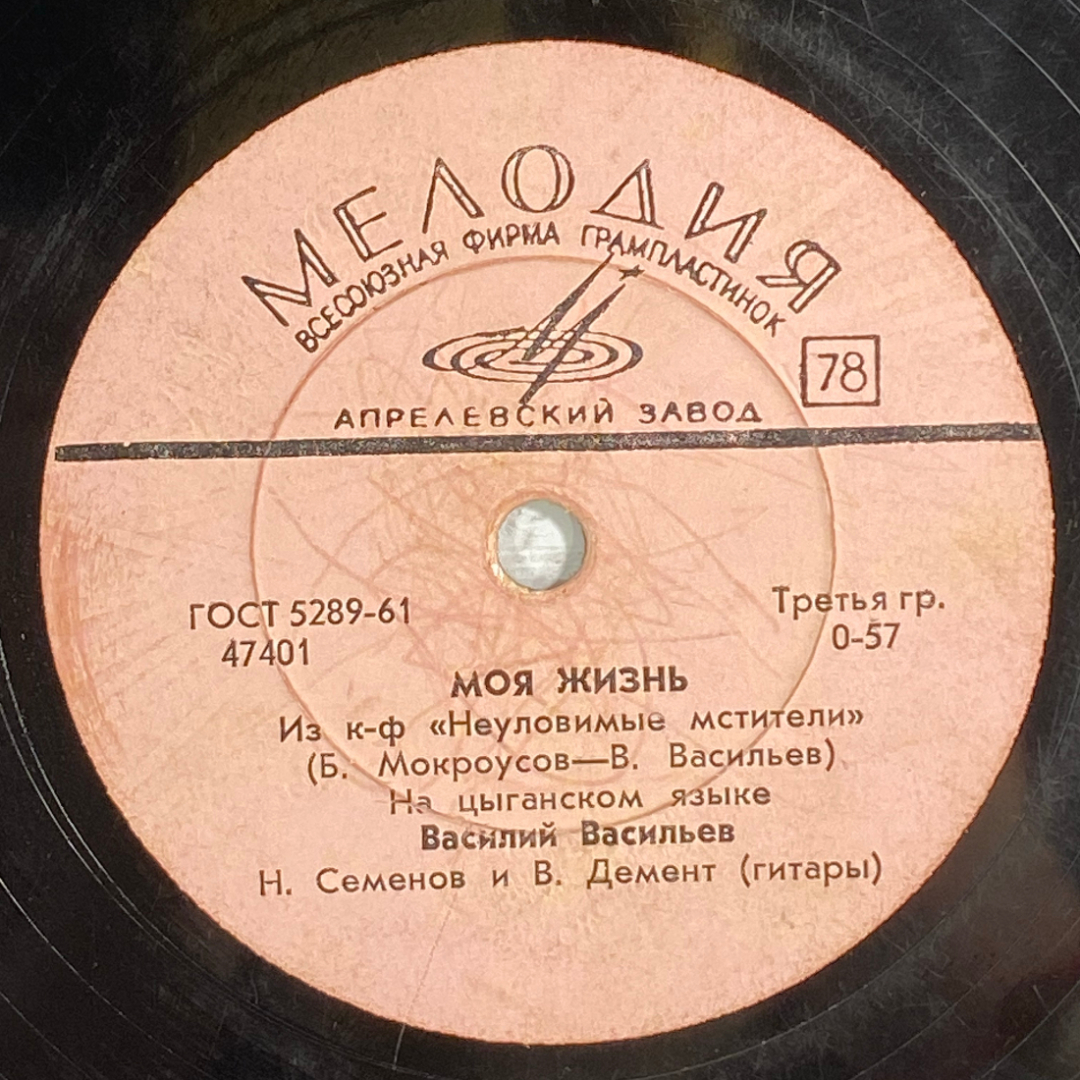 МЕЛОДИЯ
ВСЕСОЮЗНАЯ ФИРМА ГРАМПЛАСТИНОК
78
АПРЕЛЕВСКИЙ ЗАВОД
ГОСТ 5289-61
Третья гр.
47401
0-57
МОЯ ЖИЗНЬ
Из к-ф «Неуловимые мстители»
(Б. Мокроусов—В. Васильев)
На цыганском языке
Василий Васильев
Н. Семенов и В. Демент (гитары)